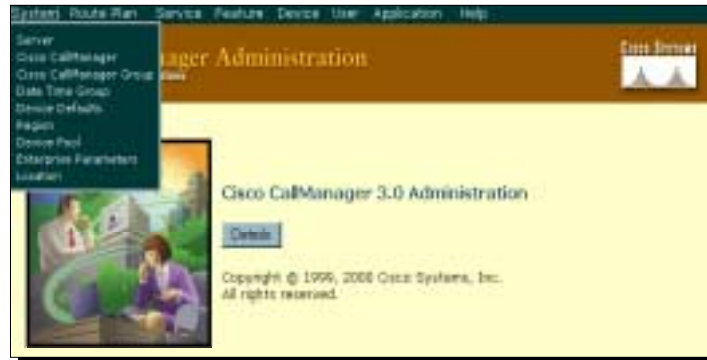 System Route Plan Service Feature Device User Application Help
Server
Cisco CallManager
Cisco CallManager Group
Date Time Group
Device Defaults
Region
Device Pool
Enterprise Parameters
Location
ager Administration
Cisco Systems
Cisco CallManager 3.0 Administration
Details
Copyright © 1999, 2000 Cisco Systems, Inc.
All rights reserved.